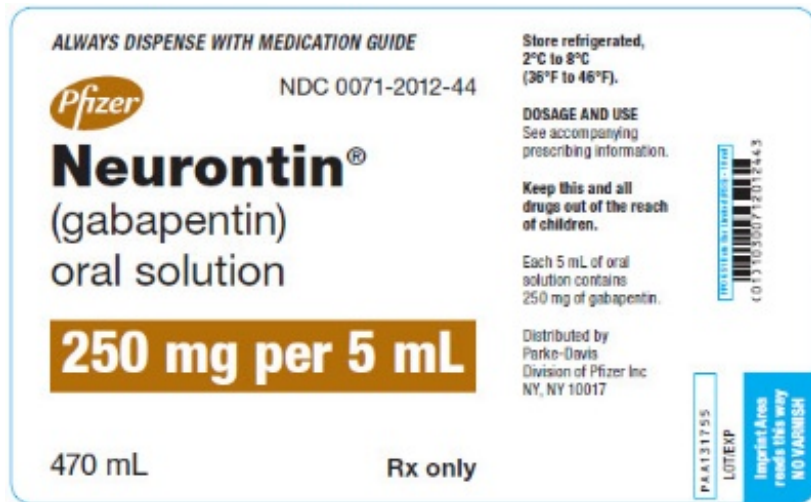 ALWAYS DISPENSE WITH MEDICATION GUIDE
Pfizer
NDC 0071-2012-44
Neurontin®
(gabapentin)
oral solution
250 mg per 5 mL
470 mL
Rx only
Store refrigerated,
2°C to 8°C
(36°F to 46°F).
DOSAGE AND USE
See accompanying
prescribing information.
Keep this and all
drugs out of the reach
of children.
Each 5 mL of oral
solution contains
250 mg of gabapentin.
Distributed by
Parke-Davis
Division of Pfizer Inc
NY, NY 10017
(01)10300712012443
PAA131755
LOT/EXP
Imprint Area
reads this way
NO VARNISH